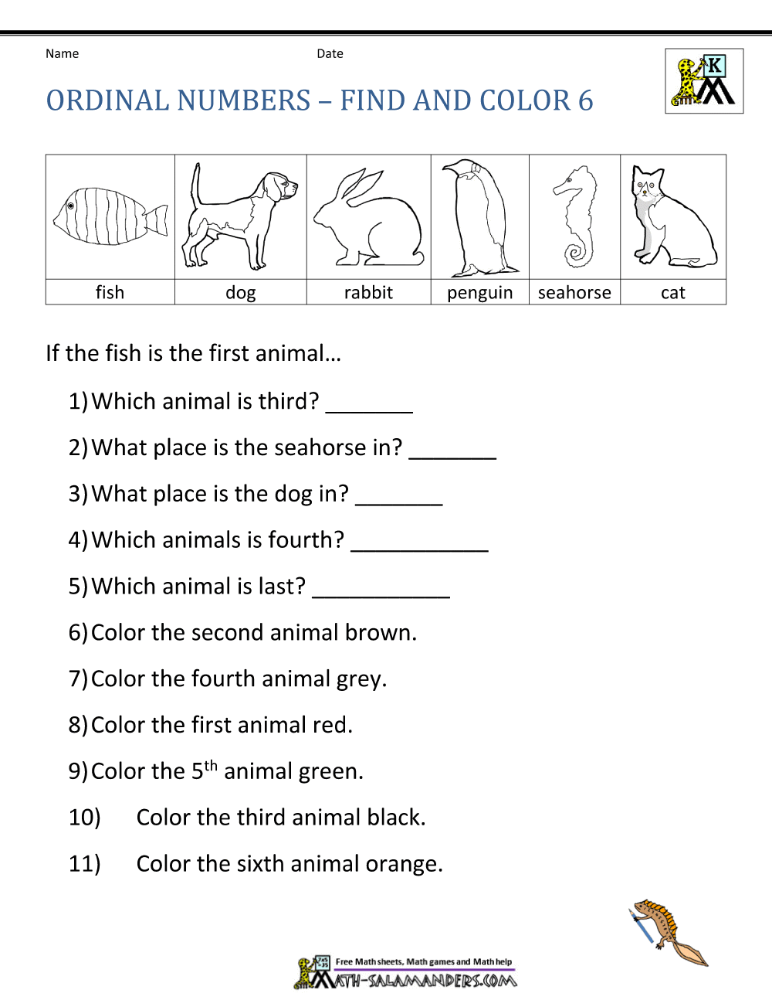 Name Date
K
ORDINAL NUMBERS – FIND AND COLOR 6
fish dog rabbit penguin seahorse cat
If the fish is the first animal…
1) Which animal is third? _______
2) What place is the seahorse in? _______
3) What place is the dog in? _______
4) Which animals is fourth? ___________
5) Which animal is last? ___________
6) Color the second animal brown.
7) Color the fourth animal grey.
8) Color the first animal red.
9) Color the 5th animal green.
10) Color the third animal black.
11) Color the sixth animal orange.
Free Math sheets, Math games and Math help
MATH-SALAMANDERS.COM